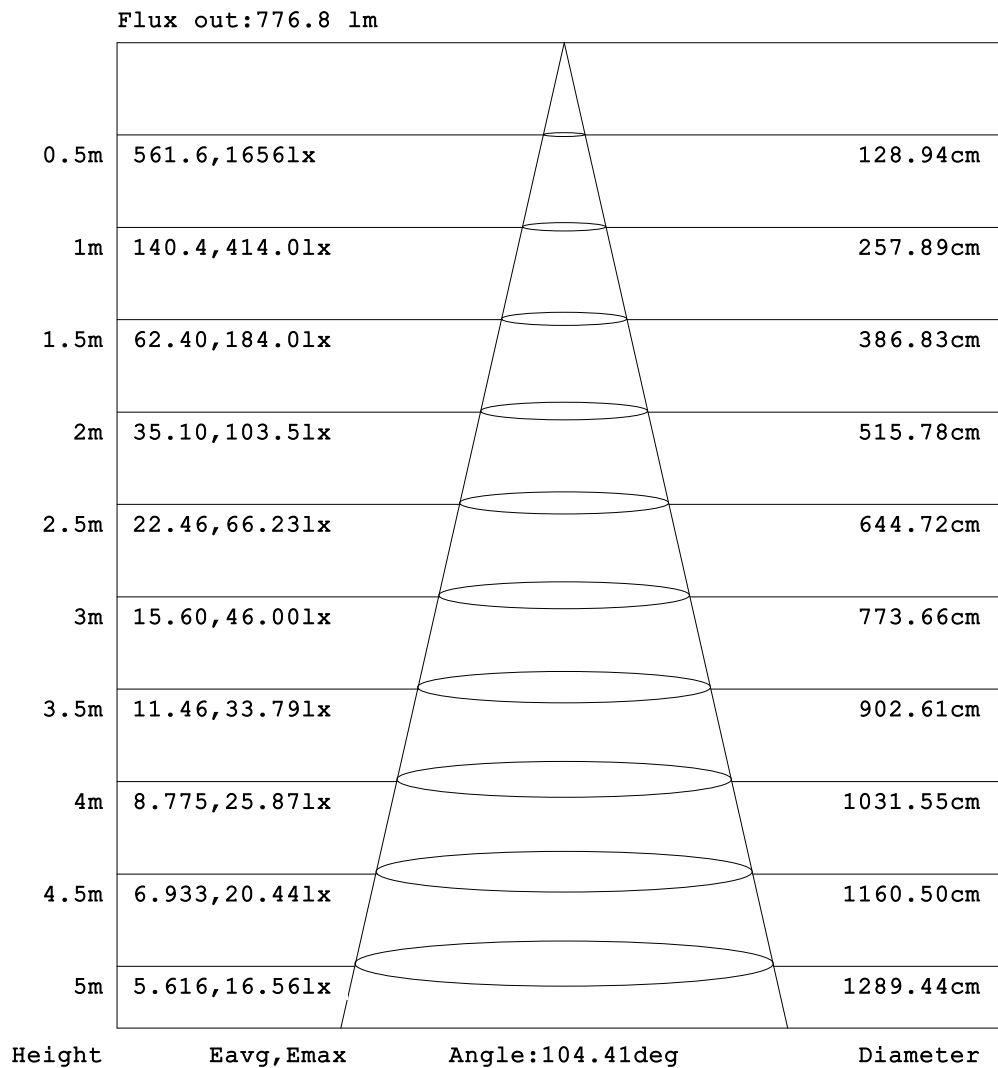 Flux out:776.8 lm
0.5m 561.6,1656lx 128.94cm
1m 140.4,414.0lx 257.89cm
1.5m 62.40,184.0lx 386.83cm
2m 35.10,103.5lx 515.78cm
2.5m 22.46,66.23lx 644.72cm
3m 15.60,46.00lx 773.66cm
3.5m 11.46,33.79lx 902.61cm
4m 8.775,25.87lx 1031.55cm
4.5m 6.933,20.44lx 1160.50cm
5m 5.616,16.56lx 1289.44cm
Height Eavg,Emax Angle:104.41deg Diameter